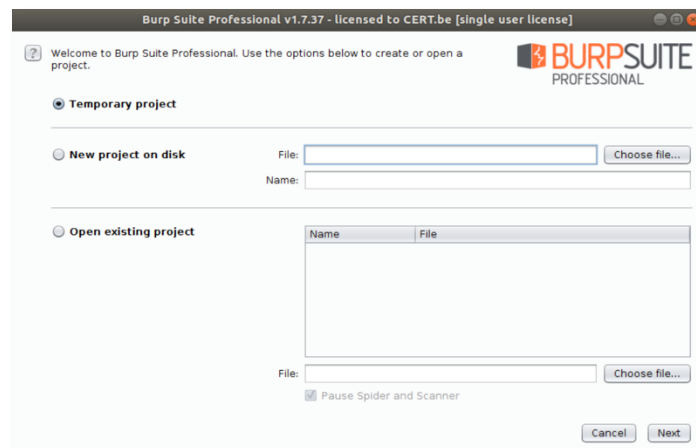 Burp Suite Professional v1.7.37 - licensed to CERT.be [single user license]
? Welcome to Burp Suite Professional. Use the options below to create or open a
project.
BURPSUITE
PROFESSIONAL
Temporary project
New project on disk File: Choose file...
Name:
Open existing project Name File
File: Choose file...
Pause Spider and Scanner
Cancel Next